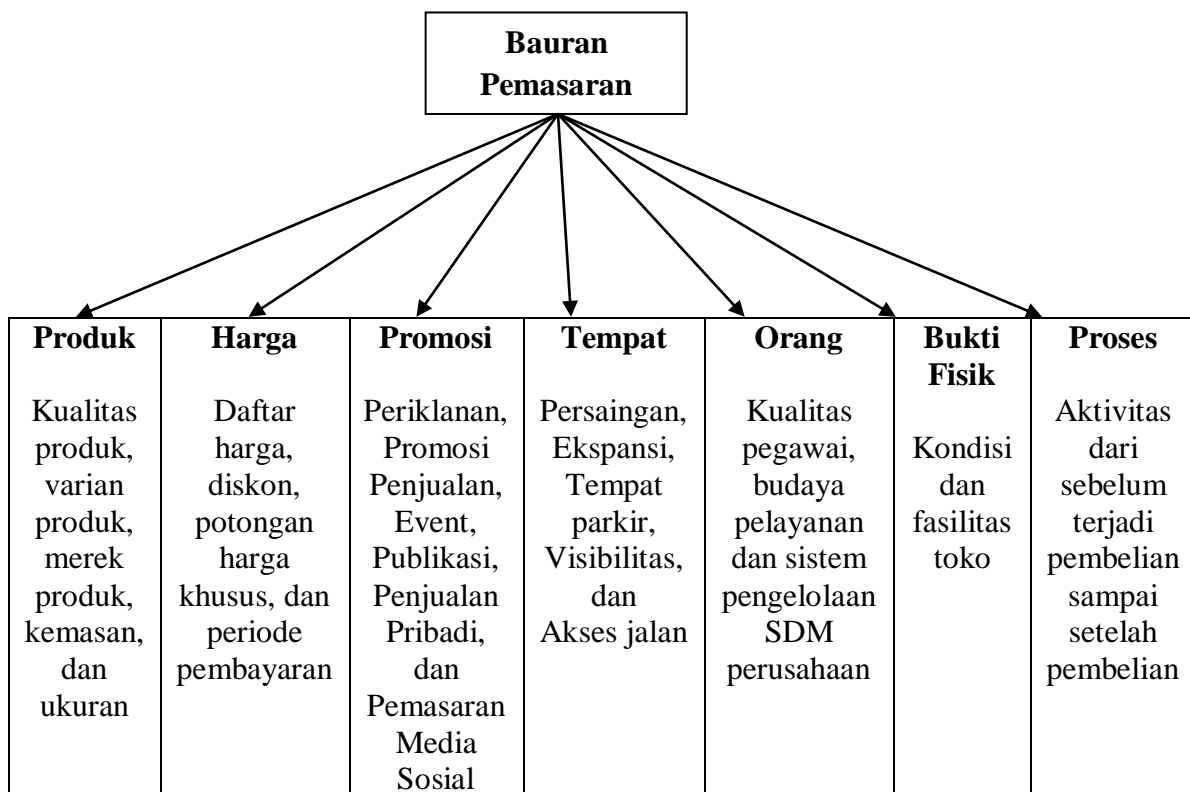 Bauran
Pemasaran
Produk
Kualitas
produk,
varian
produk,
merek
produk,
kemasan,
dan
ukuran
Harga
Daftar
harga,
diskon,
potongan
harga
khusus, dan
periode
pembayaran
Promosi
Periklanan,
Promosi
Penjualan,
Event,
Publikasi,
Penjualan
Pribadi,
dan
Pemasaran
Media
Sosial
Tempat
Persaingan,
Ekspansi,
Tempat
parkir,
Visibilitas,
dan
Akses jalan
Orang
Kualitas
pegawai,
budaya
pelayanan
dan sistem
pengelolaan
SDM
perusahaan
Bukti
Fisik
Kondisi
dan
fasilitas
toko
Proses
Aktivitas
dari
sebelum
terjadi
pembelian
sampai
setelah
pembelian